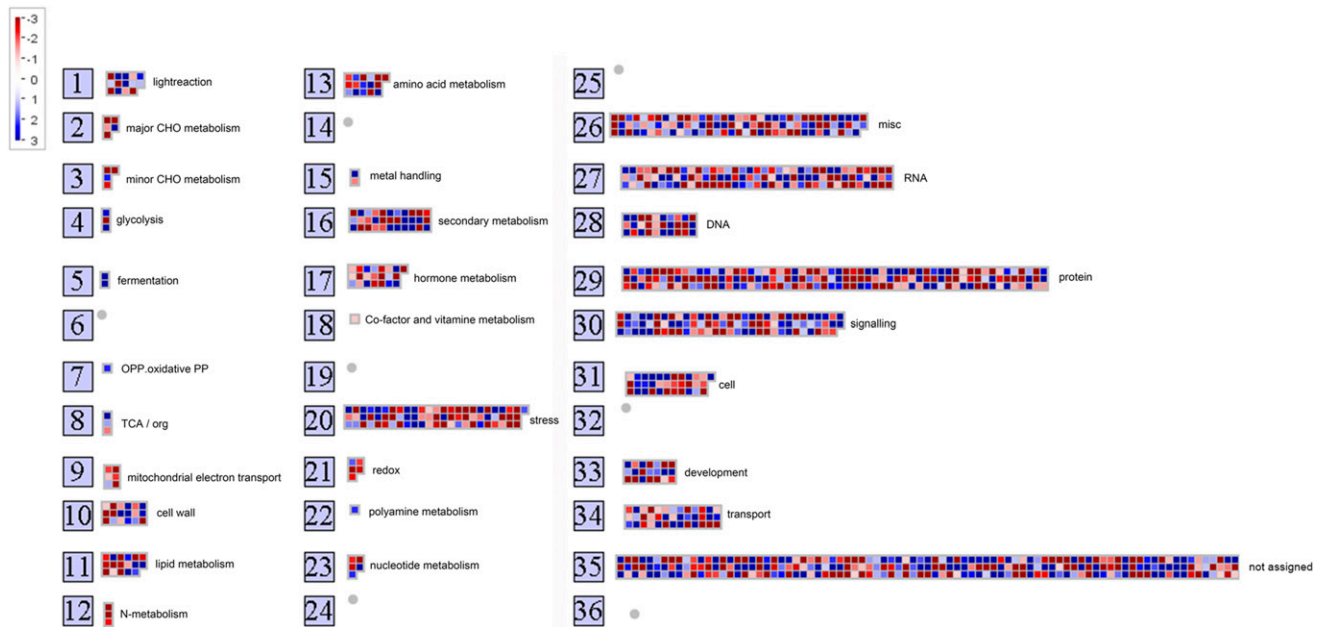 -3
-2
-1
0
1
2
3
1 lightreaction
2 major CHO metabolism
3 minor CHO metabolism
4 glycolysis
5 fermentation
6
7 OPP.oxidative PP
8 TCA / org
9 mitochondrial electron transport
10 cell wall
11 lipid metabolism
12 N-metabolism
13 amino acid metabolism
14
15 metal handling
16 secondary metabolism
17 hormone metabolism
18 Co-factor and vitamine metabolism
19
20 stress
21 redox
22 polyamine metabolism
23 nucleotide metabolism
24
25
26 misc
27 RNA
28 DNA
29 protein
30 signalling
31 cell
32
33 development
34 transport
35 not assigned
36